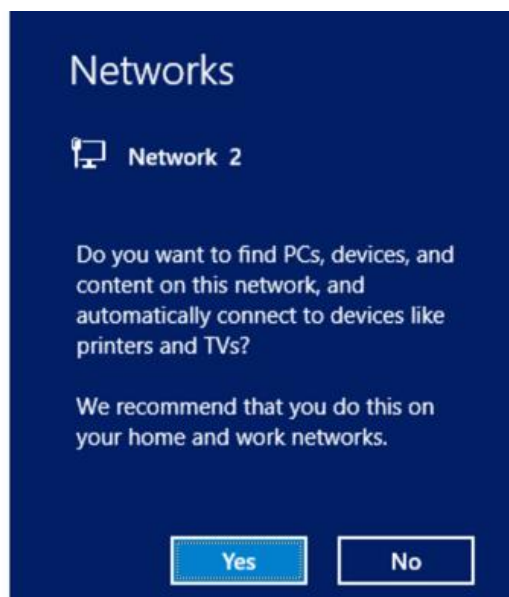 Networks
Network 2
Do you want to find PCs, devices, and
content on this network, and
automatically connect to devices like
printers and TVs?
We recommend that you do this on
your home and work networks.
Yes No